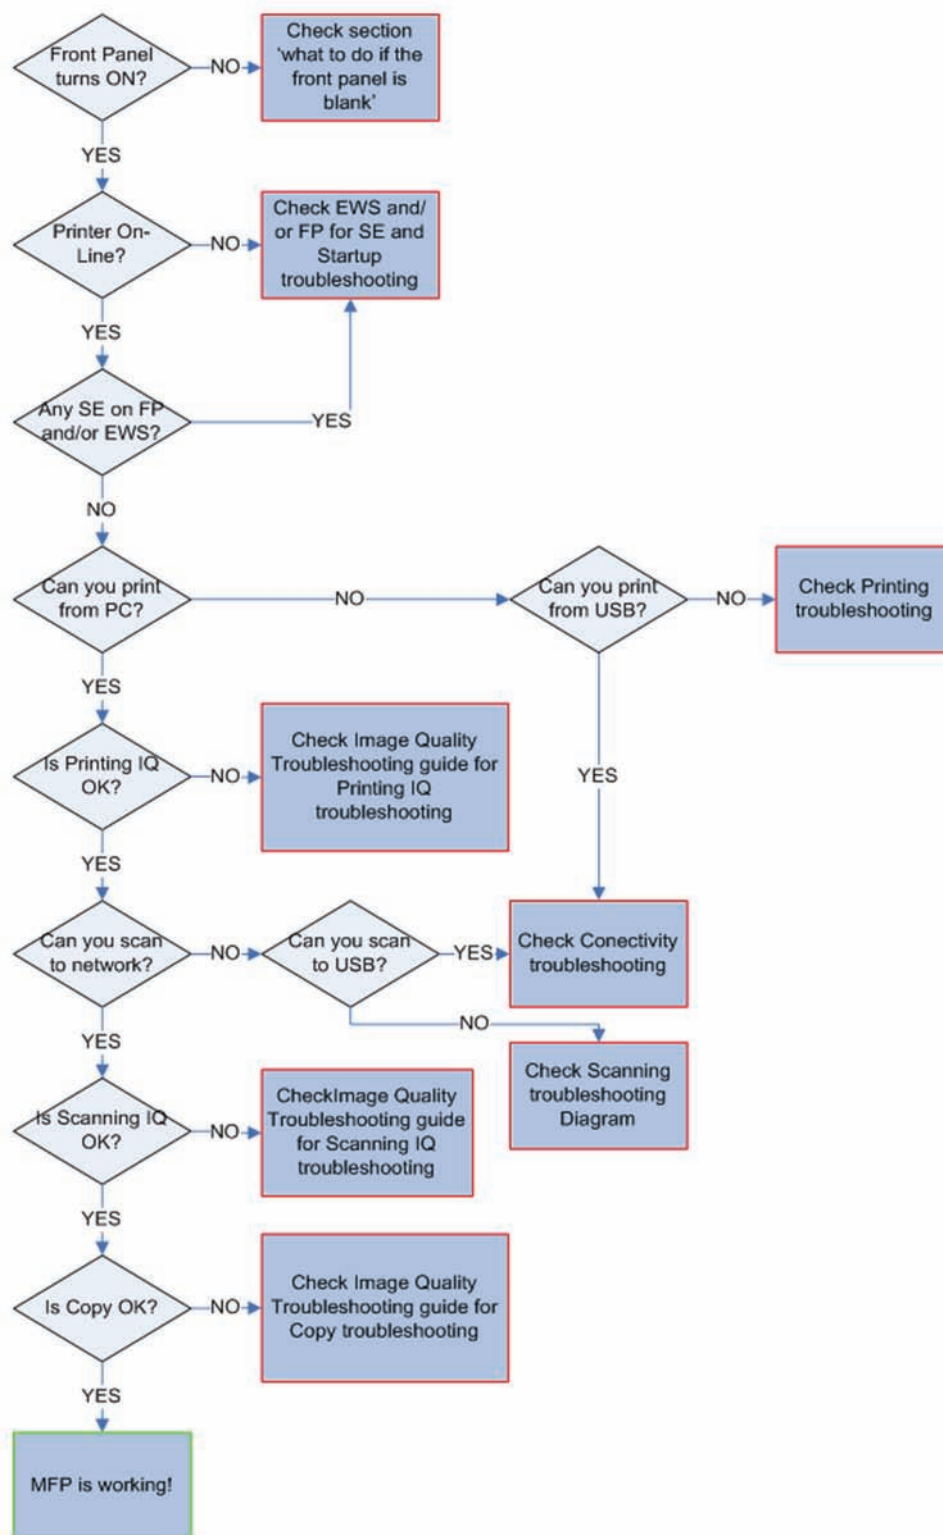 Front Panel
turns ON?
NO
Check section
'what to do if the
front panel is
blank'
YES
Printer On-
Line?
NO
Check EWS and/
or FP for SE and
Startup
troubleshooting
YES
Any SE on FP
and/or EWS?
YES
NO
Can you print
from PC?
NO
Can you print
from USB?
NO
Check Printing
troubleshooting
YES
Is Printing IQ
OK?
NO
Check Image Quality
Troubleshooting guide for
Printing IQ
troubleshooting
YES
YES
Can you scan
to network?
NO
Can you scan
to USB?
YES
Check Conectivity
troubleshooting
NO
Check Scanning
troubleshooting
Diagram
YES
Is Scanning IQ
OK?
NO
CheckImage Quality
Troubleshooting guide
for Scanning IQ
troubleshooting
YES
Is Copy OK?
NO
Check Image Quality
Troubleshooting guide for
Copy troubleshooting
YES
MFP is working!